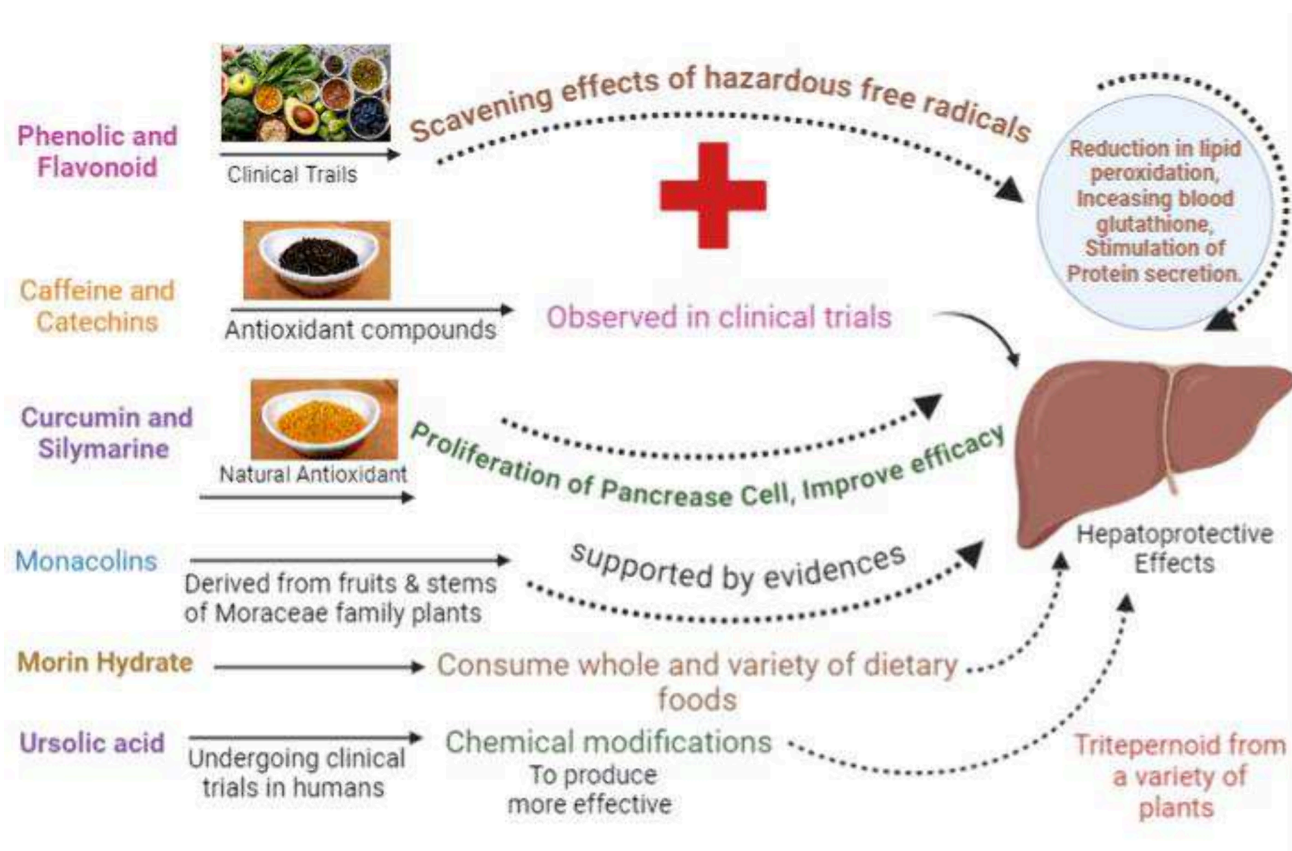 Phenolic and
Flavonoid
Clinical Trails
Scavening effects of hazardous free radicals
Reduction in lipid
peroxidation,
Inceasing blood
glutathione,
Stimulation of
Protein secretion.
Caffeine and
Catechins
Antioxidant compounds
Observed in clinical trials
Curcumin and
Silymarine
Natural Antioxidant
Proliferation of Pancrease Cell, Improve efficacy
Hepatoprotective
Effects
Monacolins
Derived from fruits & stems
of Moraceae family plants
supported by evidences
Morin Hydrate
Consume whole and variety of dietary
foods
Ursolic acid
Undergoing clinical
trials in humans
Chemical modifications
To produce
more effective
Tritepernoid from
a variety of
plants